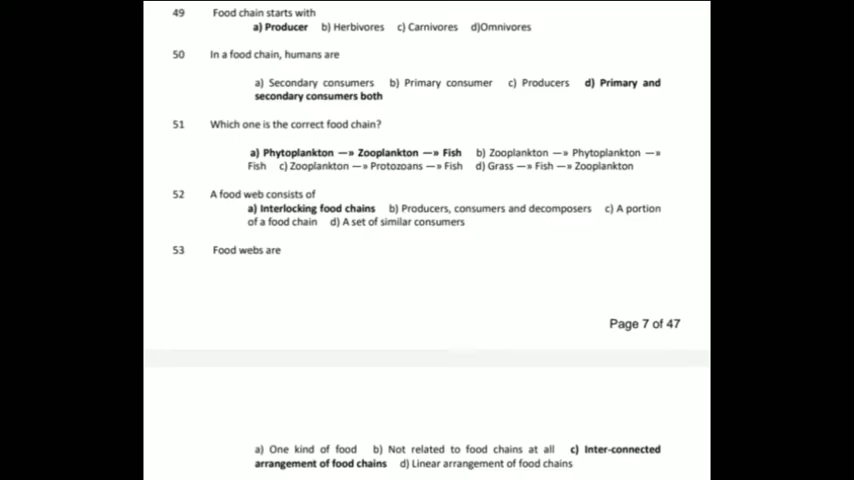 49 Food chain starts with
a) Producer b) Herbivores c) Carnivores d)Omnivores
50 In a food chain, humans are
a) Secondary consumers b) Primary consumer c) Producers d) Primary and
secondary consumers both
51 Which one is the correct food chain?
a) Phytoplankton —» Zooplankton —» Fish b) Zooplankton —» Phytoplankton —»
Fish c) Zooplankton —» Protozoans —» Fish d) Grass —» Fish —» Zooplankton
52 A food web consists of
a) Interlocking food chains b) Producers, consumers and decomposers c) A portion
of a food chain d) A set of similar consumers
53 Food webs are
Page 7 of 47
a) One kind of food b) Not related to food chains at all c) Inter-connected
arrangement of food chains d) Linear arrangement of food chains